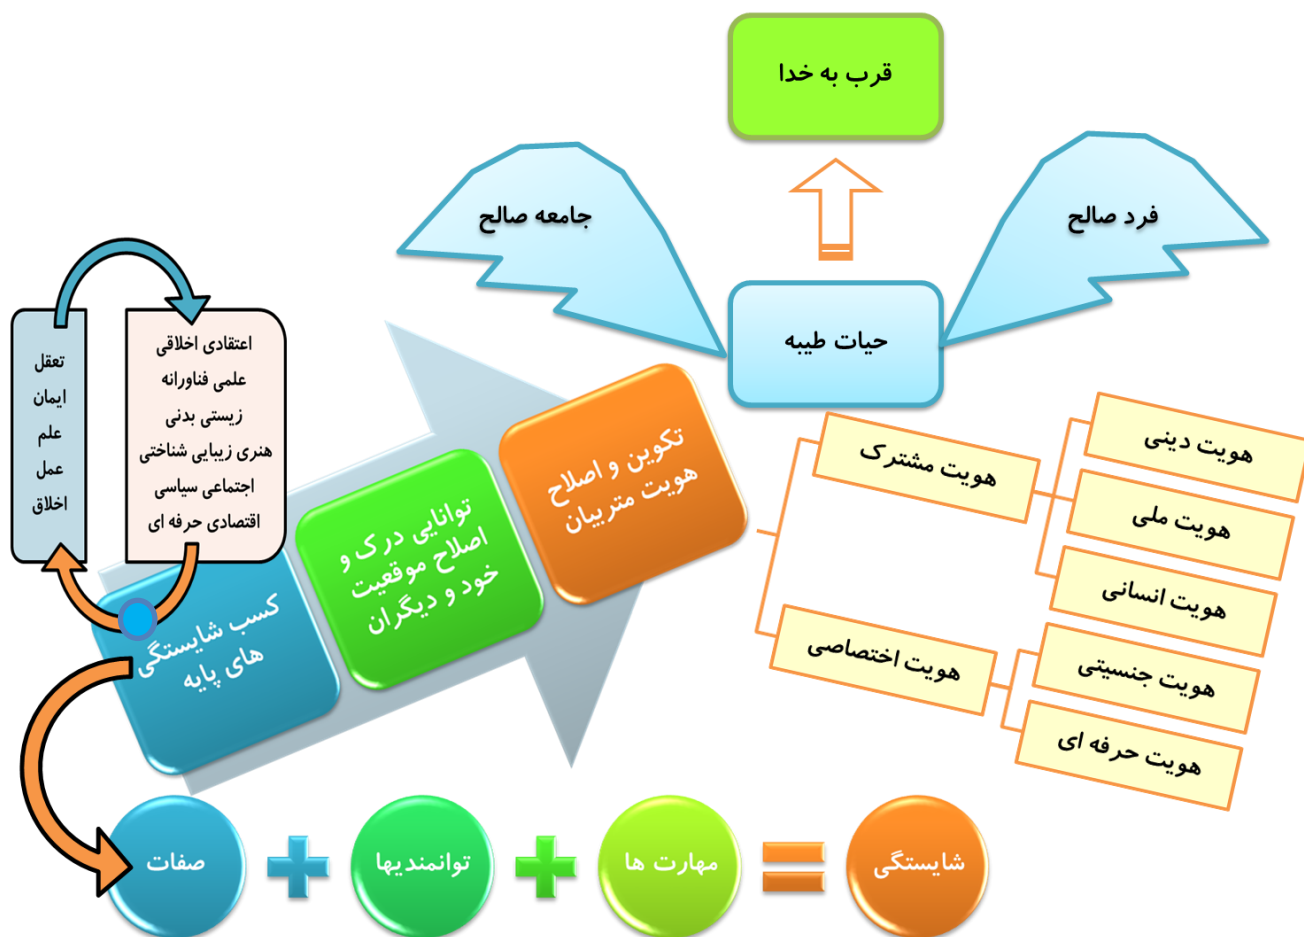 قرب به خدا
فرد صالح
جامعه صالح
حیات طیبه
تعقل
ایمان
علم
عمل
اخلاق
اعتقادی اخلاقی
علمی فناورانه
زیستی بدنی
هنری زیبایی شناختی
اجتماعی سیاسی
اقتصادی حرفه ای
کسب شایستگی
های پایه
توانایی درک و
اصلاح موقعیت
خود و دیگران
تکوین و اصلاح
هویت متربیان
هویت مشترک
هویت دینی
هویت ملی
هویت انسانی
هویت اختصاصی
هویت جنسیتی
هویت حرفه ای
صفات
+
توانمندیها
+
مهارت ها
=
شایستگی